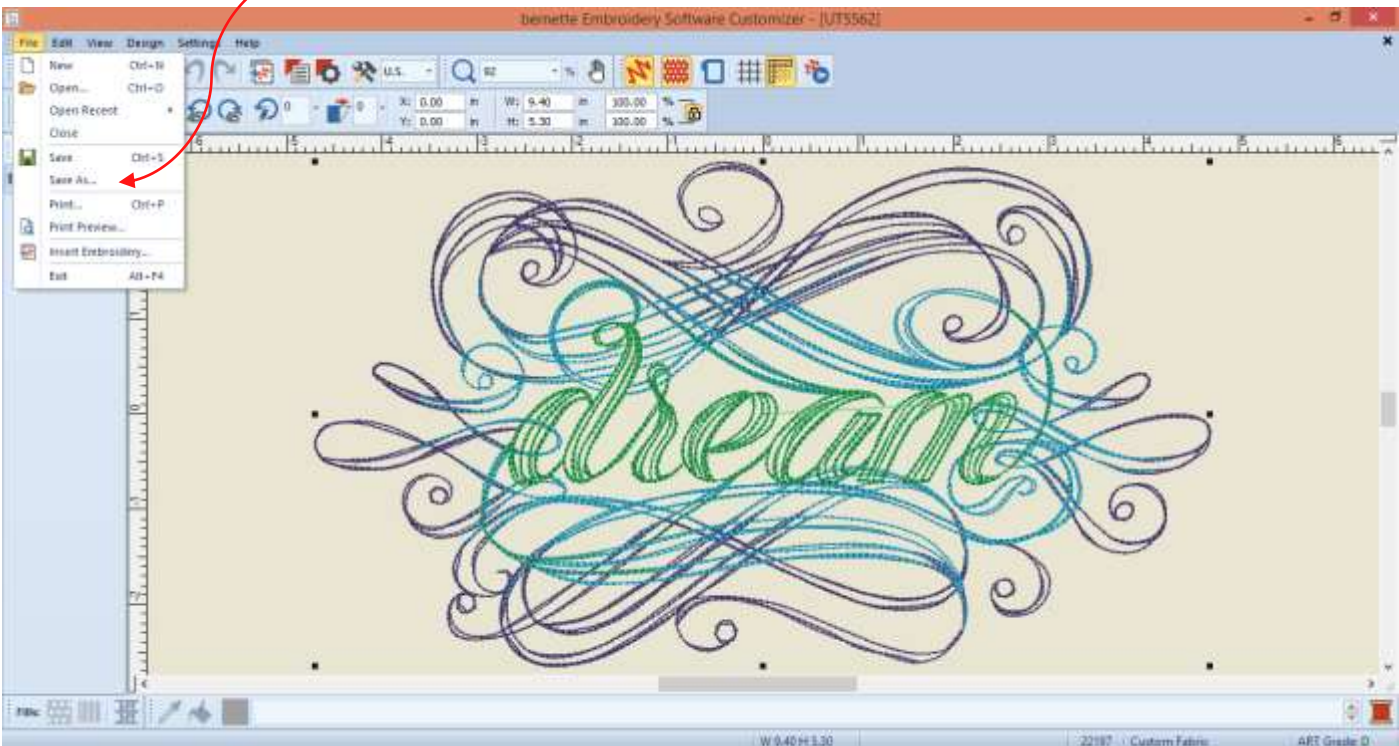 bernette Embroidery Software Customizer - [UT5562]
File Edit View Design Settings Help
New Ctrl+N
Open... Ctrl+O
Open Recent
Close
Save Ctrl+S
Save As...
Print... Ctrl+P
Print Preview...
Insert Embroidery...
Exit Alt+F4
U.S. 92 %
0 0 X: 0.00 in W: 9.40 in 100.00 %
Y: 0.00 in H: 5.30 in 100.00 %
dream
Fills:
W 9.40 H 5.30 22197 Custom Fabric ART Grade D